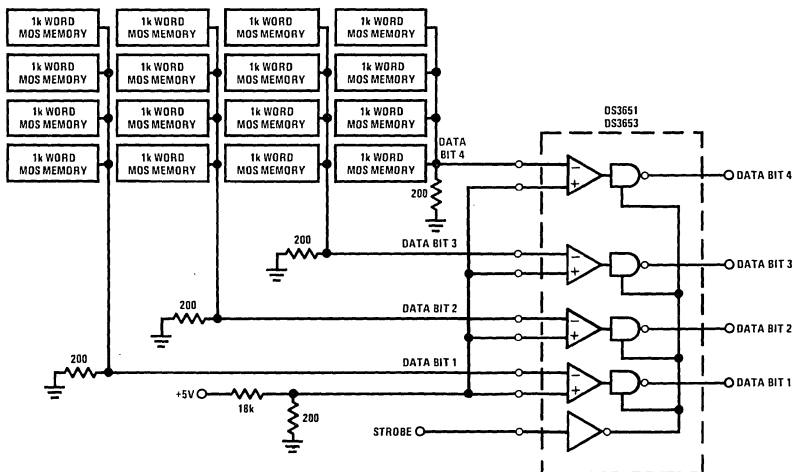 1k WORD MOS MEMORY 1k WORD MOS MEMORY 1k WORD MOS MEMORY 1k WORD MOS MEMORY
1k WORD MOS MEMORY 1k WORD MOS MEMORY 1k WORD MOS MEMORY 1k WORD MOS MEMORY
1k WORD MOS MEMORY 1k WORD MOS MEMORY 1k WORD MOS MEMORY 1k WORD MOS MEMORY
1k WORD MOS MEMORY 1k WORD MOS MEMORY 1k WORD MOS MEMORY 1k WORD MOS MEMORY
DS3651
DS3653
DATA
BIT 4
−
+
DATA BIT 4
200
200
DATA BIT 3
−
+
DATA BIT 3
200
DATA BIT 2
−
+
DATA BIT 2
200
DATA BIT 1
−
+
DATA BIT 1
+5V
18k
200
STROBE